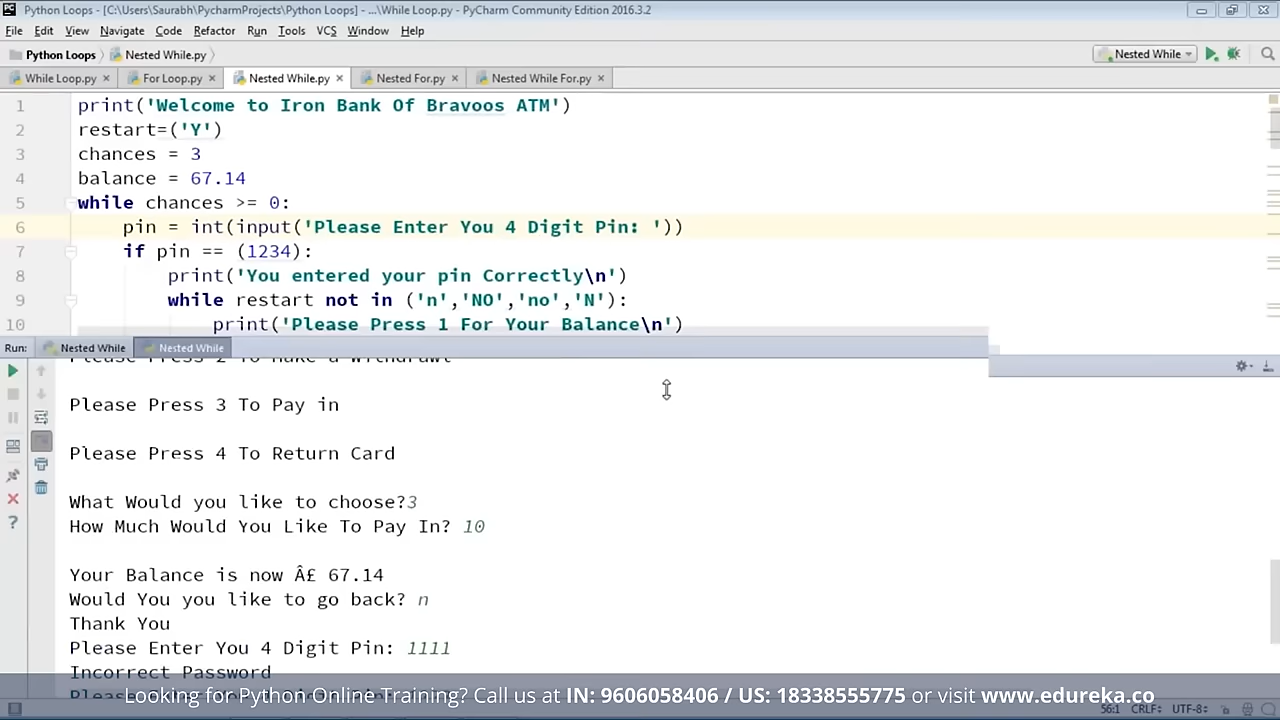 Python Loops - [C:\Users\Saurabh\PycharmProjects\Python Loops] - ...\While Loop.py - PyCharm Community Edition 2016.3.2
File Edit View Navigate Code Refactor Run Tools VCS Window Help
Python Loops Nested While.py Nested While
While Loop.py For Loop.py Nested While.py Nested For.py Nested While For.py
1 print('Welcome to Iron Bank Of Bravoos ATM')
2 restart=('Y')
3 chances = 3
4 balance = 67.14
5 while chances >= 0:
6 pin = int(input('Please Enter You 4 Digit Pin: '))
7 if pin == (1234):
8 print('You entered your pin Correctly\n')
9 while restart not in ('n','NO','no','N'):
10 print('Please Press 1 For Your Balance\n')
Run: Nested While Nested While
Please Press 2 To Make a Withdrawl
Please Press 3 To Pay in
Please Press 4 To Return Card
What Would you like to choose?3
How Much Would You Like To Pay In? 10
Your Balance is now Â£ 67.14
Would You you like to go back? n
Thank You
Please Enter You 4 Digit Pin: 1111
Incorrect Password
Looking for Python Online Training? Call us at IN: 9606058406 / US: 18338555775 or visit www.edureka.co
56:1 CRLF UTF-8